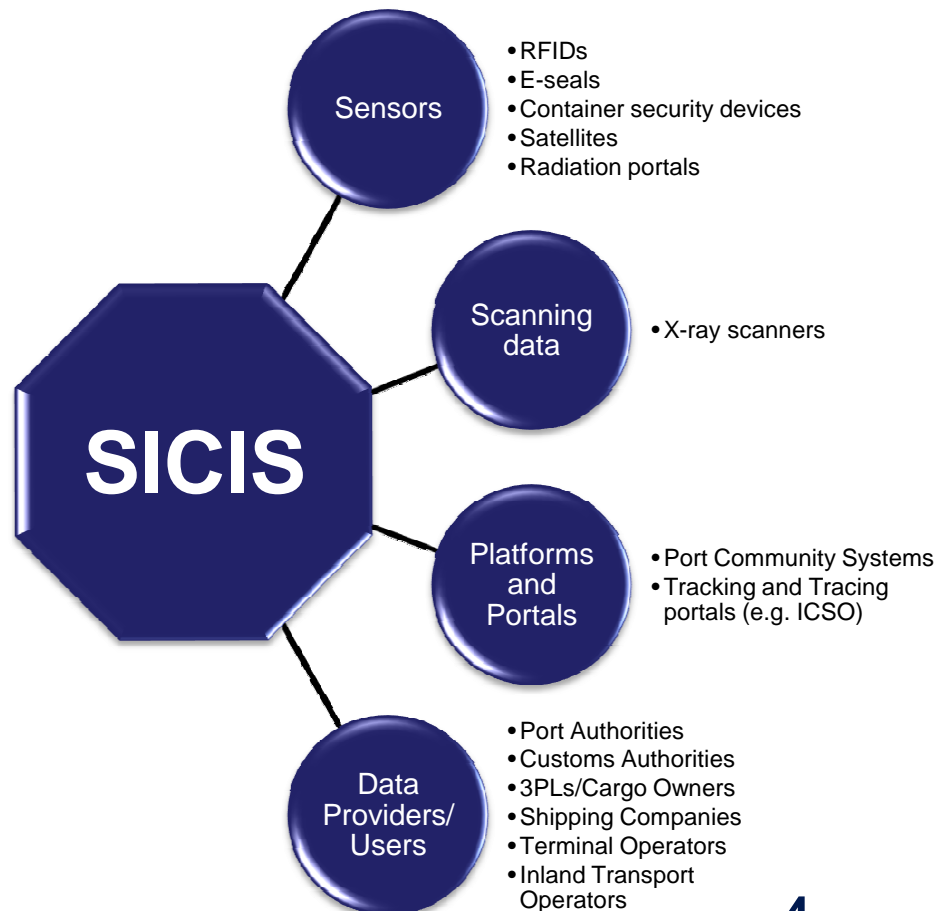 Sensors
•RFIDs
•E-seals
•Container security devices
•Satellites
•Radiation portals
Scanning
data
•X-ray scanners
SICIS
Platforms
and
Portals
•Port Community Systems
•Tracking and Tracing
portals (e.g. ICSO)
Data
Providers/
Users
•Port Authorities
•Customs Authorities
•3PLs/Cargo Owners
•Shipping Companies
•Terminal Operators
•Inland Transport
Operators
4